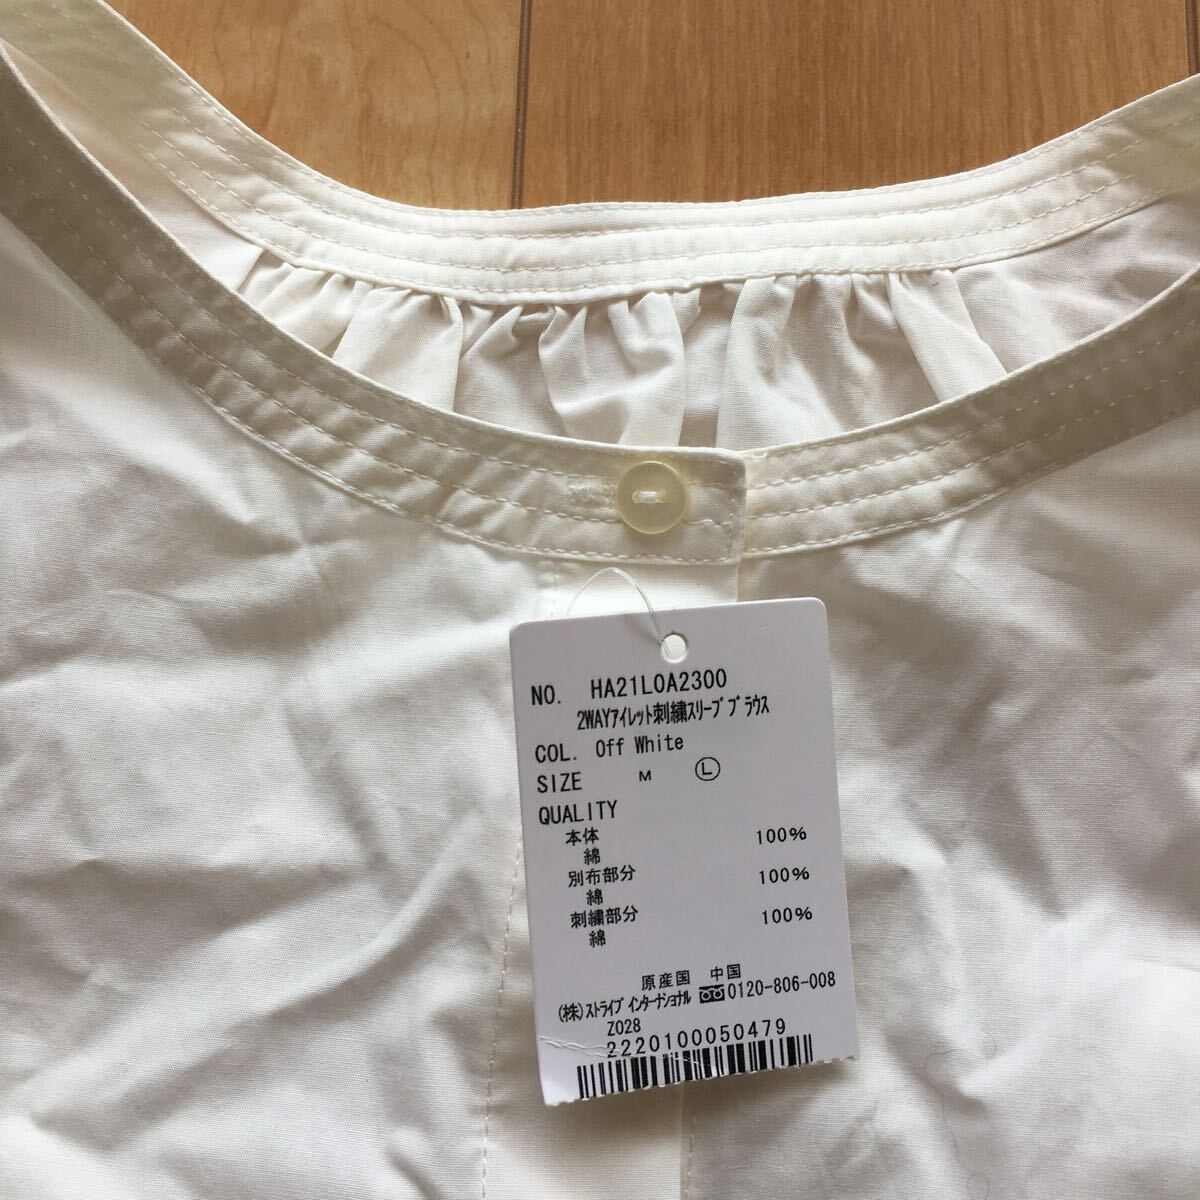 NO. HA21L0A2300
2WAYアイレット刺繍スリーブブラウス
COL. Off White
SIZE M Ⓛ
QUALITY
本体 100%
綿
別布部分 100%
綿
刺繍部分 100%
綿
原産国 中国
(株)ストライプインターナショナル 0120-806-008
Z028
2220100050479